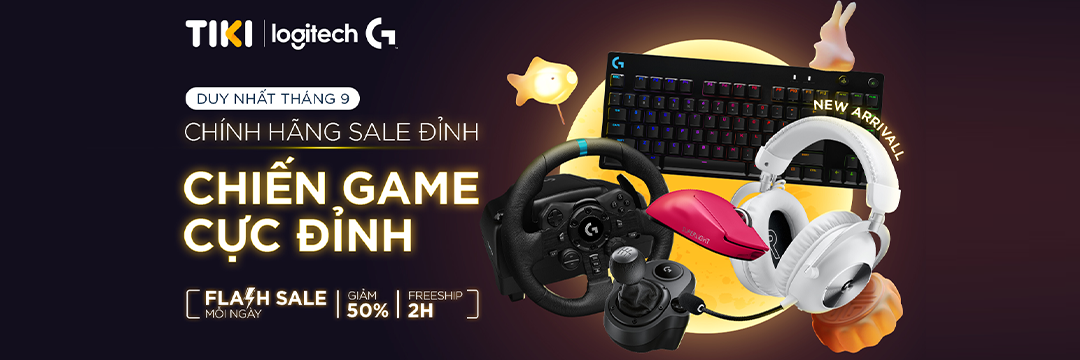 TIKI | logitech G
DUY NHẤT THÁNG 9
CHÍNH HÃNG SALE ĐỈNH
CHIẾN GAME
CỰC ĐỈNH
FLASH SALE
MỖI NGÀY
GIẢM
50%
FREESHIP
2H
NEW ARRIVALL